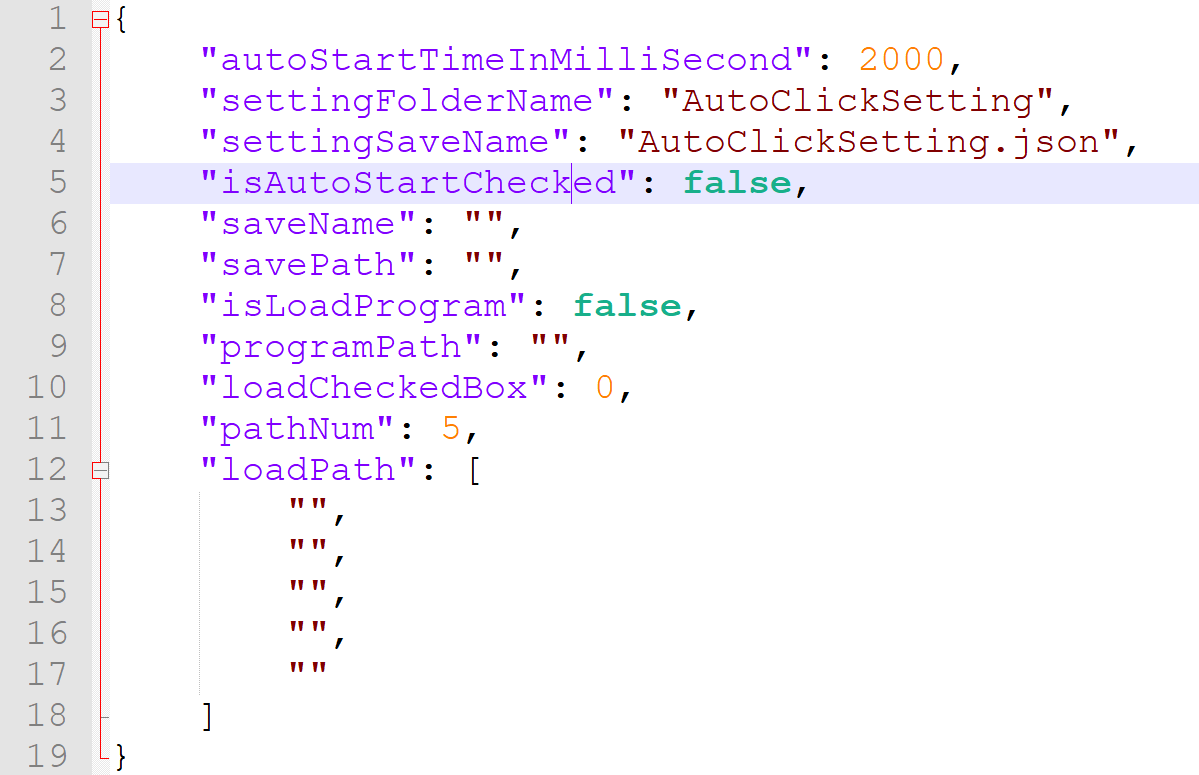 1 {
2 "autoStartTimeInMilliSecond": 2000,
3 "settingFolderName": "AutoClickSetting",
4 "settingSaveName": "AutoClickSetting.json",
5 "isAutoStartChecked": false,
6 "saveName": "",
7 "savePath": "",
8 "isLoadProgram": false,
9 "programPath": "",
10 "loadCheckedBox": 0,
11 "pathNum": 5,
12 "loadPath": [
13 "",
14 "",
15 "",
16 "",
17 ""
18 ]
19 }